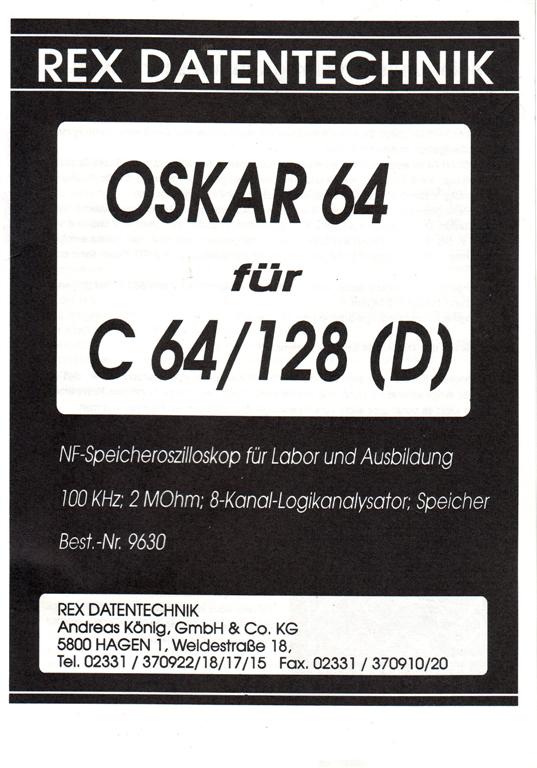 REX DATENTECHNIK
OSKAR 64
für
C 64/128 (D)
NF-Speicheroszilloskop für Labor und Ausbildung
100 KHz; 2 MOhm; 8-Kanal-Logikanalysator; Speicher
Best.-Nr. 9630
REX DATENTECHNIK
Andreas König, GmbH & Co. KG
5800 HAGEN 1, Weidestraße 18,
Tel. 02331 / 370922/18/17/15 Fax. 02331 / 370910/20